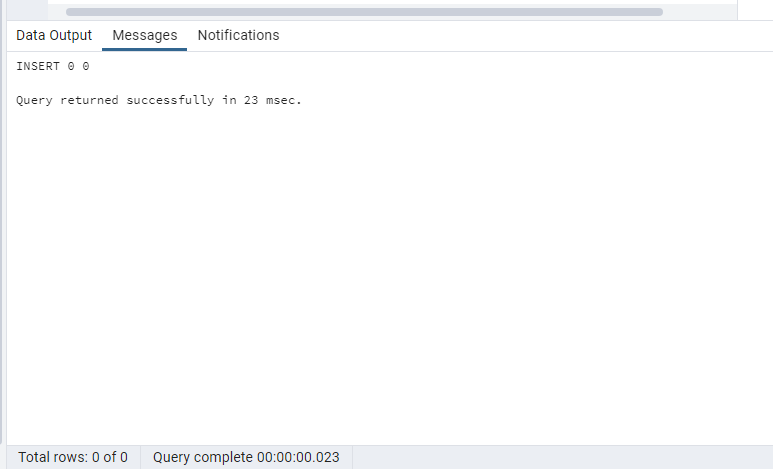 Data Output Messages Notifications
INSERT 0 0
Query returned successfully in 23 msec.
Total rows: 0 of 0 Query complete 00:00:00.023